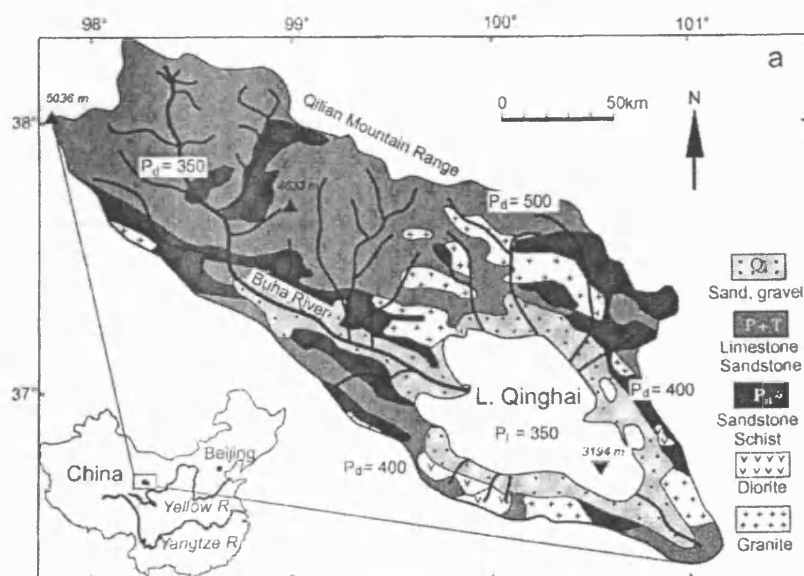 98°
99°
100°
101°
a
5036 m
Qilian Mountain Range
0 50km
N
38°
Pd = 350
4633 m
Pd = 500
Buha River
Sand, gravel
P+T
Limestone
Sandstone
37°
L. Qinghai
Pd = 400
Pl = 350
Sandstone
Schist
3194 m
Pd = 400
Beijing
China
Diorite
Yellow R.
Yangtze R.
Granite